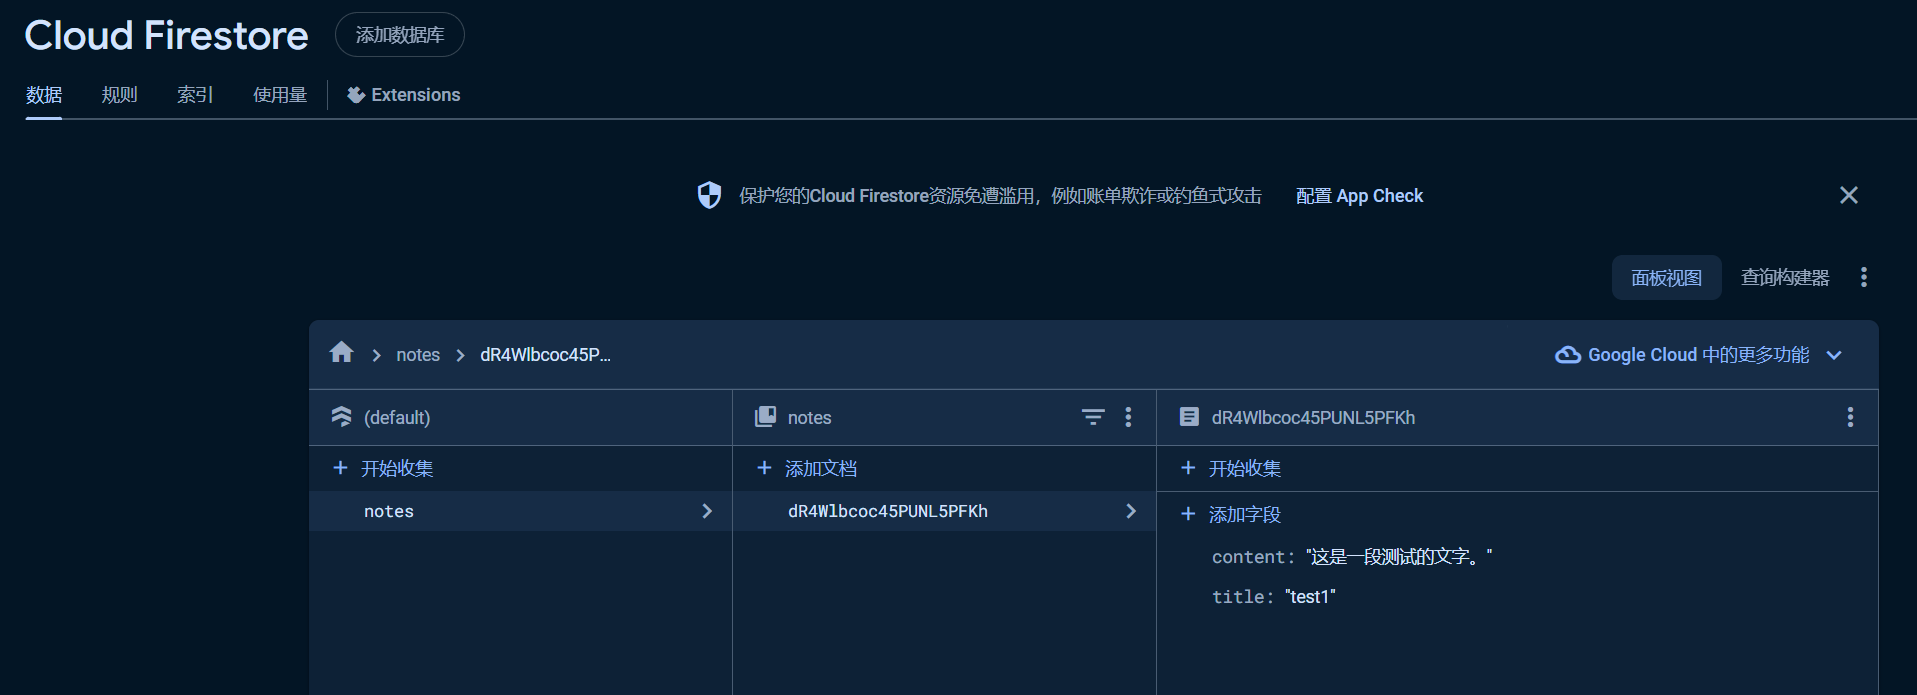 Cloud Firestore 添加数据库
数据 规则 索引 使用量 Extensions
保护您的Cloud Firestore资源免遭滥用，例如账单欺诈或钓鱼式攻击 配置 App Check
面板视图 查询构建器
notes dR4Wlbcoc45P...
Google Cloud 中的更多功能
(default) notes dR4Wlbcoc45PUNL5PFKh
+ 开始收集 + 添加文档 + 开始收集
notes dR4Wlbcoc45PUNL5PFKh
+ 添加字段
content: "这是一段测试的文字。"
title: "test1"